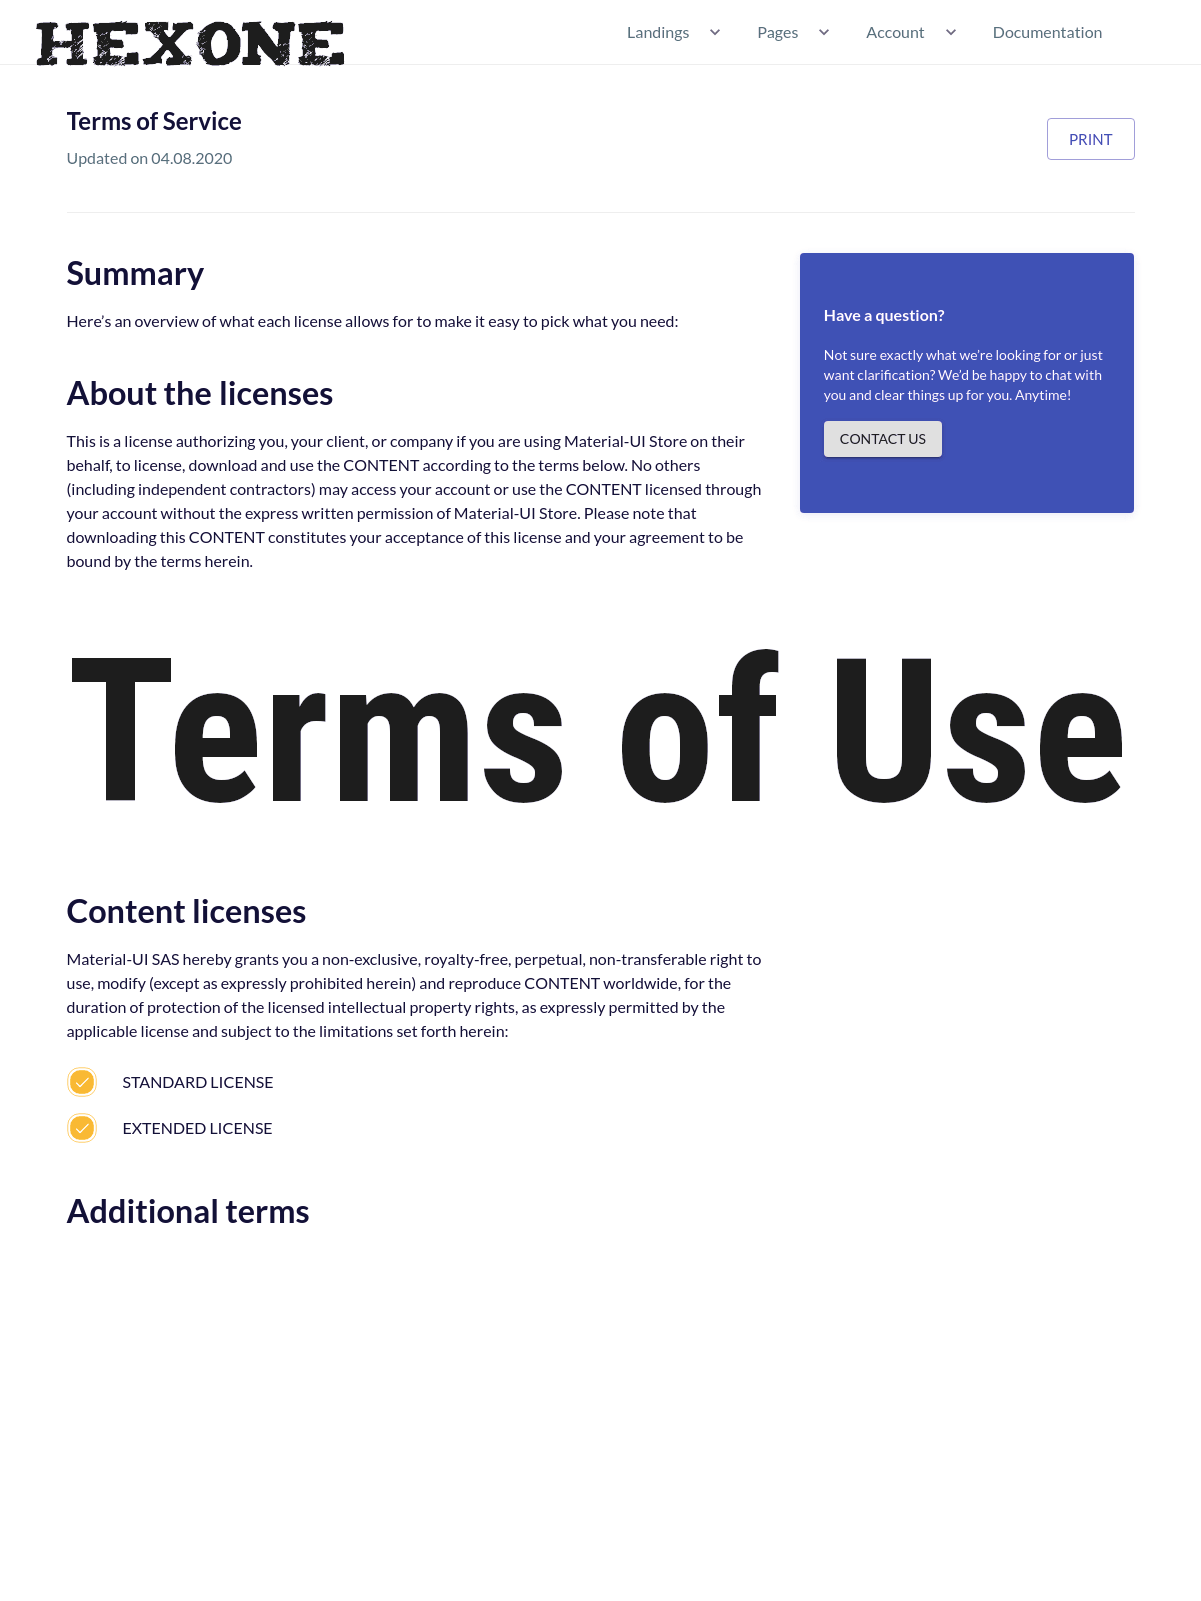 HEXONE
Landings
Pages
Account
Documentation
Terms of Service
Updated on 04.08.2020
PRINT
Summary
Here’s an overview of what each license allows for to make it easy to pick what you need:
About the licenses
This is a license authorizing you, your client, or company if you are using Material-UI Store on their
behalf, to license, download and use the CONTENT according to the terms below. No others
(including independent contractors) may access your account or use the CONTENT licensed through
your account without the express written permission of Material-UI Store. Please note that
downloading this CONTENT constitutes your acceptance of this license and your agreement to be
bound by the terms herein.
Have a question?
Not sure exactly what we’re looking for or just
want clarification? We’d be happy to chat with
you and clear things up for you. Anytime!
CONTACT US
Terms of Use
Content licenses
Material-UI SAS hereby grants you a non-exclusive, royalty-free, perpetual, non-transferable right to
use, modify (except as expressly prohibited herein) and reproduce CONTENT worldwide, for the
duration of protection of the licensed intellectual property rights, as expressly permitted by the
applicable license and subject to the limitations set forth herein:
STANDARD LICENSE
EXTENDED LICENSE
Additional terms